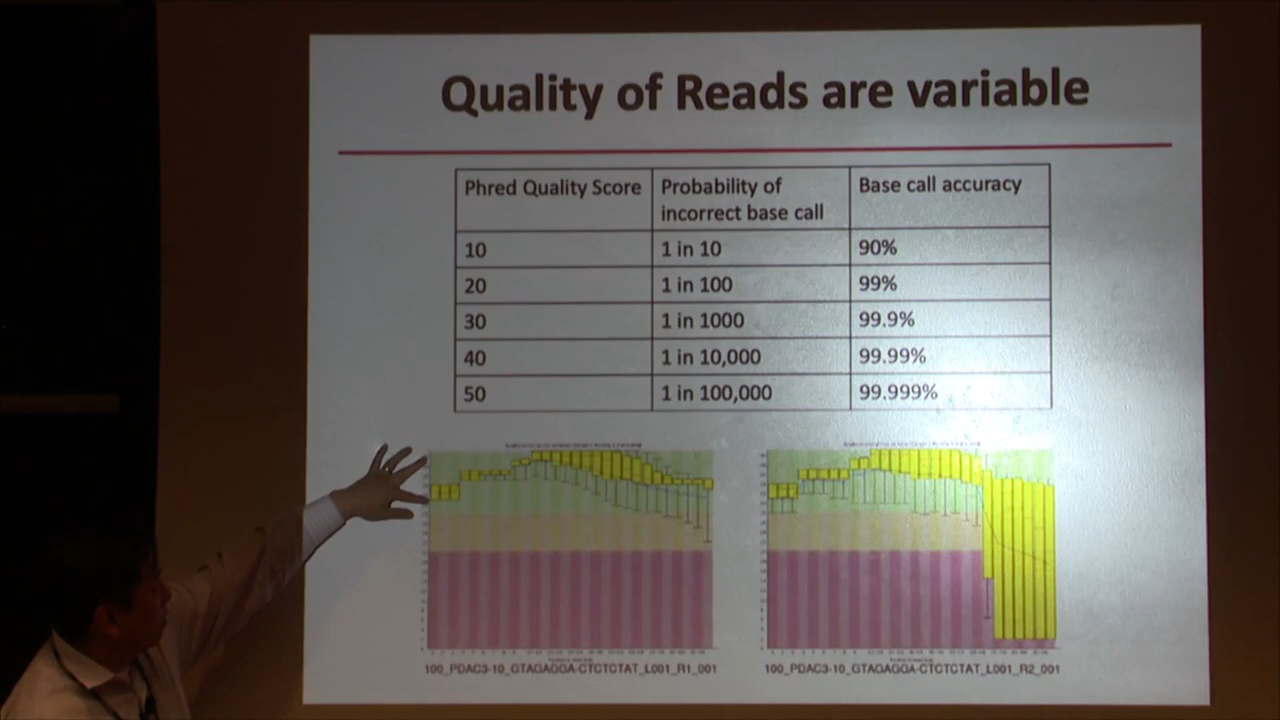 Quality of Reads are variable
Phred Quality Score
Probability of
incorrect base call
Base call accuracy
10
1 in 10
90%
20
1 in 100
99%
30
1 in 1000
99.9%
40
1 in 10,000
99.99%
50
1 in 100,000
99.999%
100_PDAC3-10_GTAGAGGA-CTCTCTAT_L001_R1_001
100_PDAC3-10_GTAGAGGA-CTCTCTAT_L001_R2_001